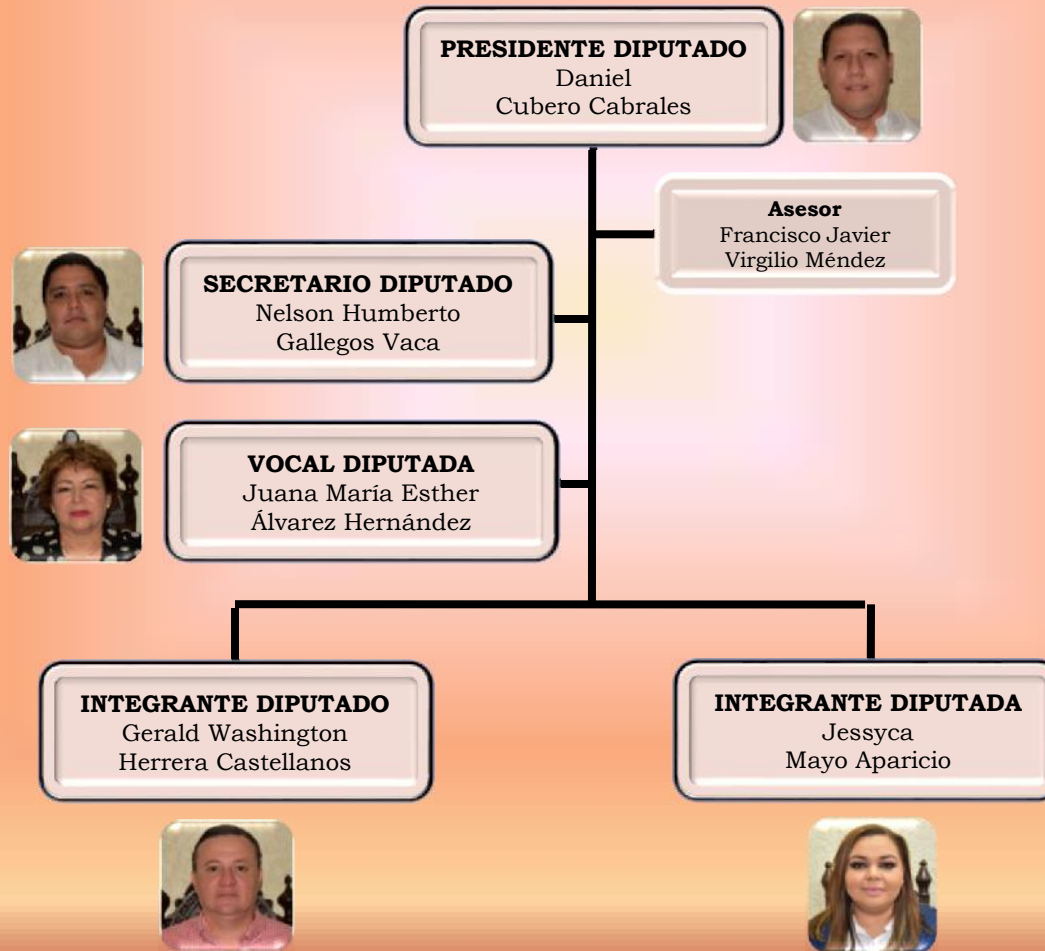 PRESIDENTE DIPUTADO
Daniel
Cubero Cabrales
Asesor
Francisco Javier
Virgilio Méndez
SECRETARIO DIPUTADO
Nelson Humberto
Gallegos Vaca
VOCAL DIPUTADA
Juana María Esther
Álvarez Hernández
INTEGRANTE DIPUTADO
Gerald Washington
Herrera Castellanos
INTEGRANTE DIPUTADA
Jessyca
Mayo Aparicio